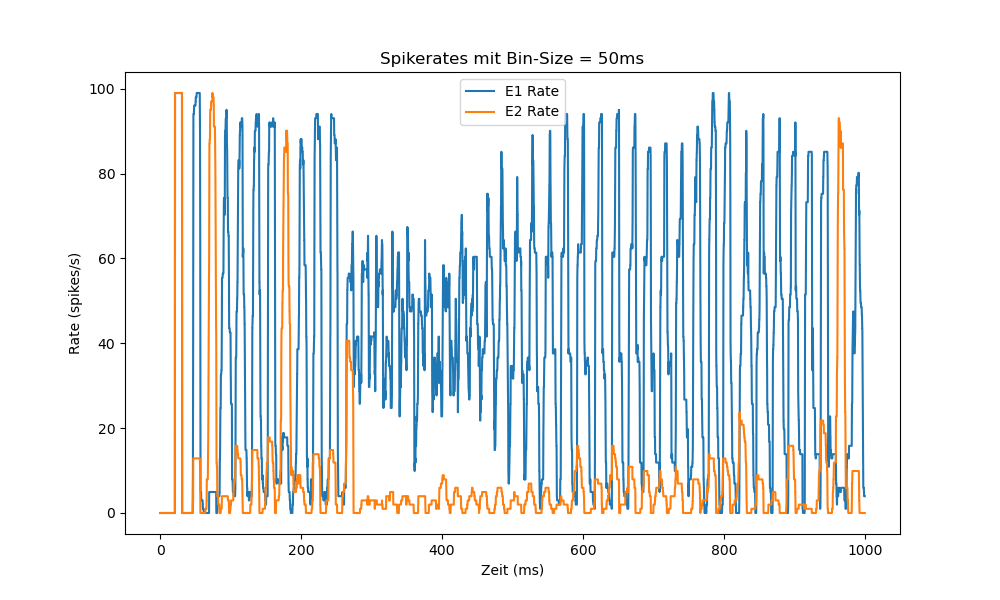 Spikerates mit Bin-Size = 50ms
E1 Rate
E2 Rate
Rate (spikes/s)
100
80
60
40
20
0
0 200 400 600 800 1000
Zeit (ms)